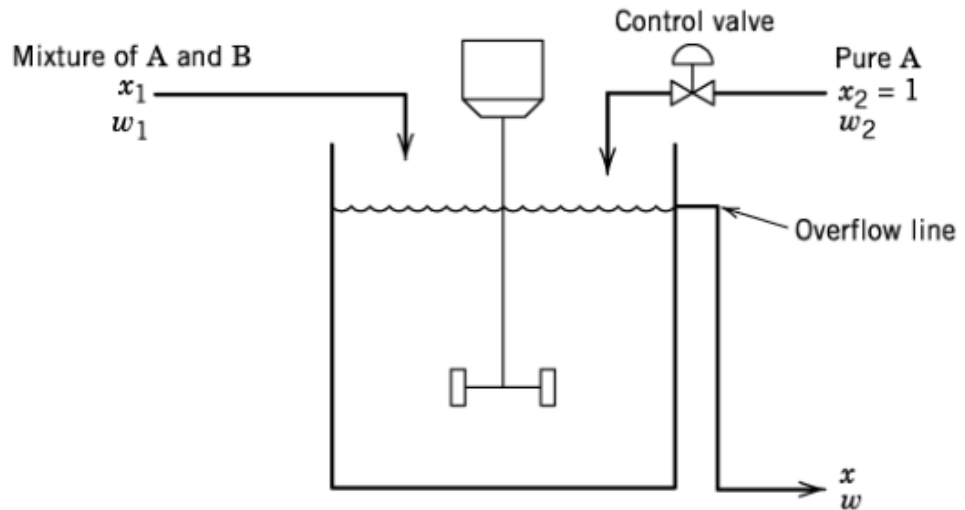 Control valve
Mixture of A and B
x1
w1
Pure A
x2 = 1
w2
Overflow line
x
w